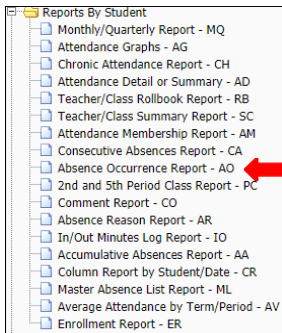 Reports By Student
Monthly/Quarterly Report - MQ
Attendance Graphs - AG
Chronic Attendance Report - CH
Attendance Detail or Summary - AD
Teacher/Class Rollbook Report - RB
Teacher/Class Summary Report - SC
Attendance Membership Report - AM
Consecutive Absences Report - CA
Absence Occurrence Report - AO
2nd and 5th Period Class Report - PC
Comment Report - CO
Absence Reason Report - AR
In/Out Minutes Log Report - IO
Accumulative Absences Report - AA
Column Report by Student/Date - CR
Master Absence List Report - ML
Average Attendance by Term/Period - AV
Enrollment Report - ER